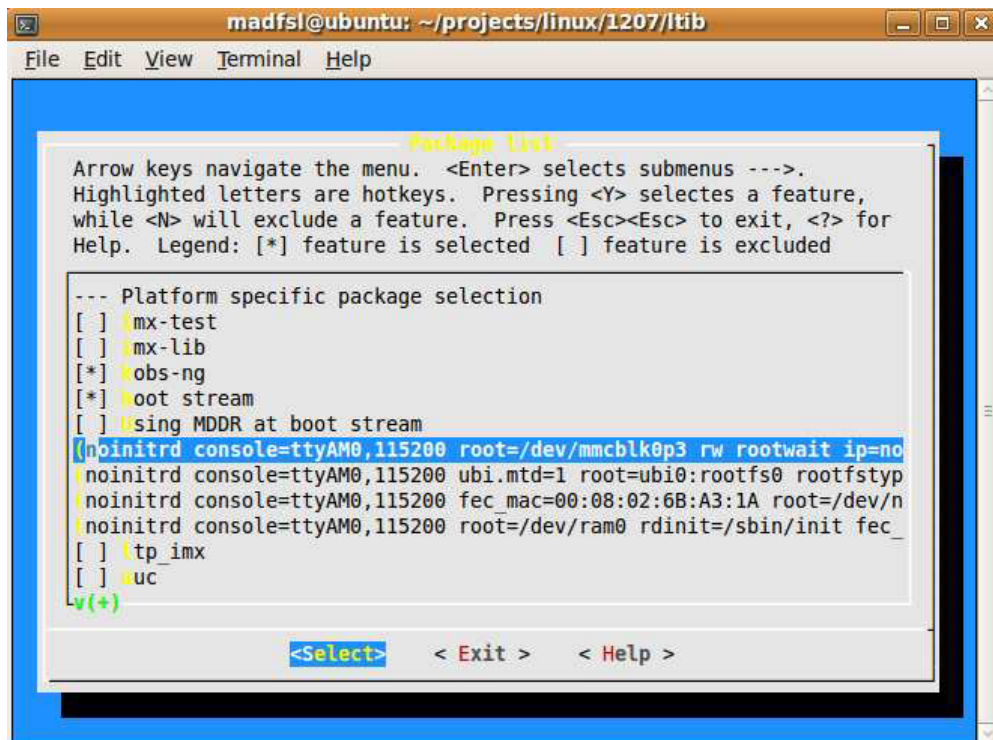 madfsl@ubuntu: ~/projects/linux/1207/ltib
File Edit View Terminal Help
Package list
Arrow keys navigate the menu. <Enter> selects submenus --->.
Highlighted letters are hotkeys. Pressing <Y> selectes a feature,
while <N> will exclude a feature. Press <Esc><Esc> to exit, <?> for
Help. Legend: [*] feature is selected [ ] feature is excluded
--- Platform specific package selection
[ ] imx-test
[ ] imx-lib
[*] kobs-ng
[*] boot stream
[ ] Using MDDR at boot stream
(noinitrd console=ttyAM0,115200 root=/dev/mmcblk0p3 rw rootwait ip=no
(noinitrd console=ttyAM0,115200 ubi.mtd=1 root=ubi0:rootfs0 rootfstyp
(noinitrd console=ttyAM0,115200 fec_mac=00:08:02:6B:A3:1A root=/dev/n
(noinitrd console=ttyAM0,115200 root=/dev/ram0 rdinit=/sbin/init fec_
[ ] ltp_imx
[ ] uuc
v(+)
<Select> < Exit > < Help >